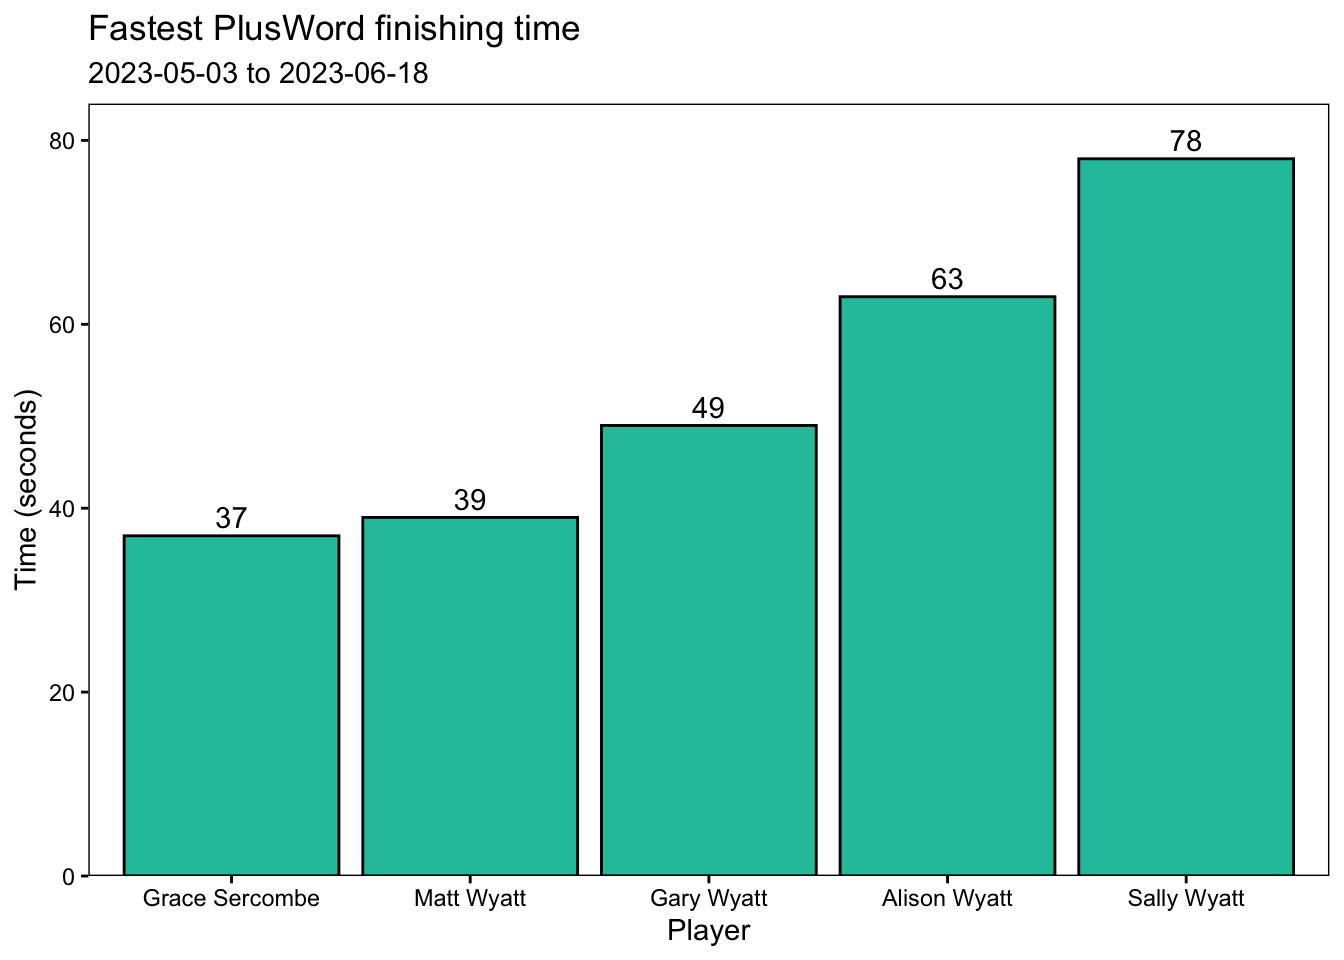 Fastest PlusWord finishing time
2023-05-03 to 2023-06-18
Time (seconds)
80
60
40
20
0
37
39
49
63
78
Grace Sercombe
Matt Wyatt
Gary Wyatt
Alison Wyatt
Sally Wyatt
Player